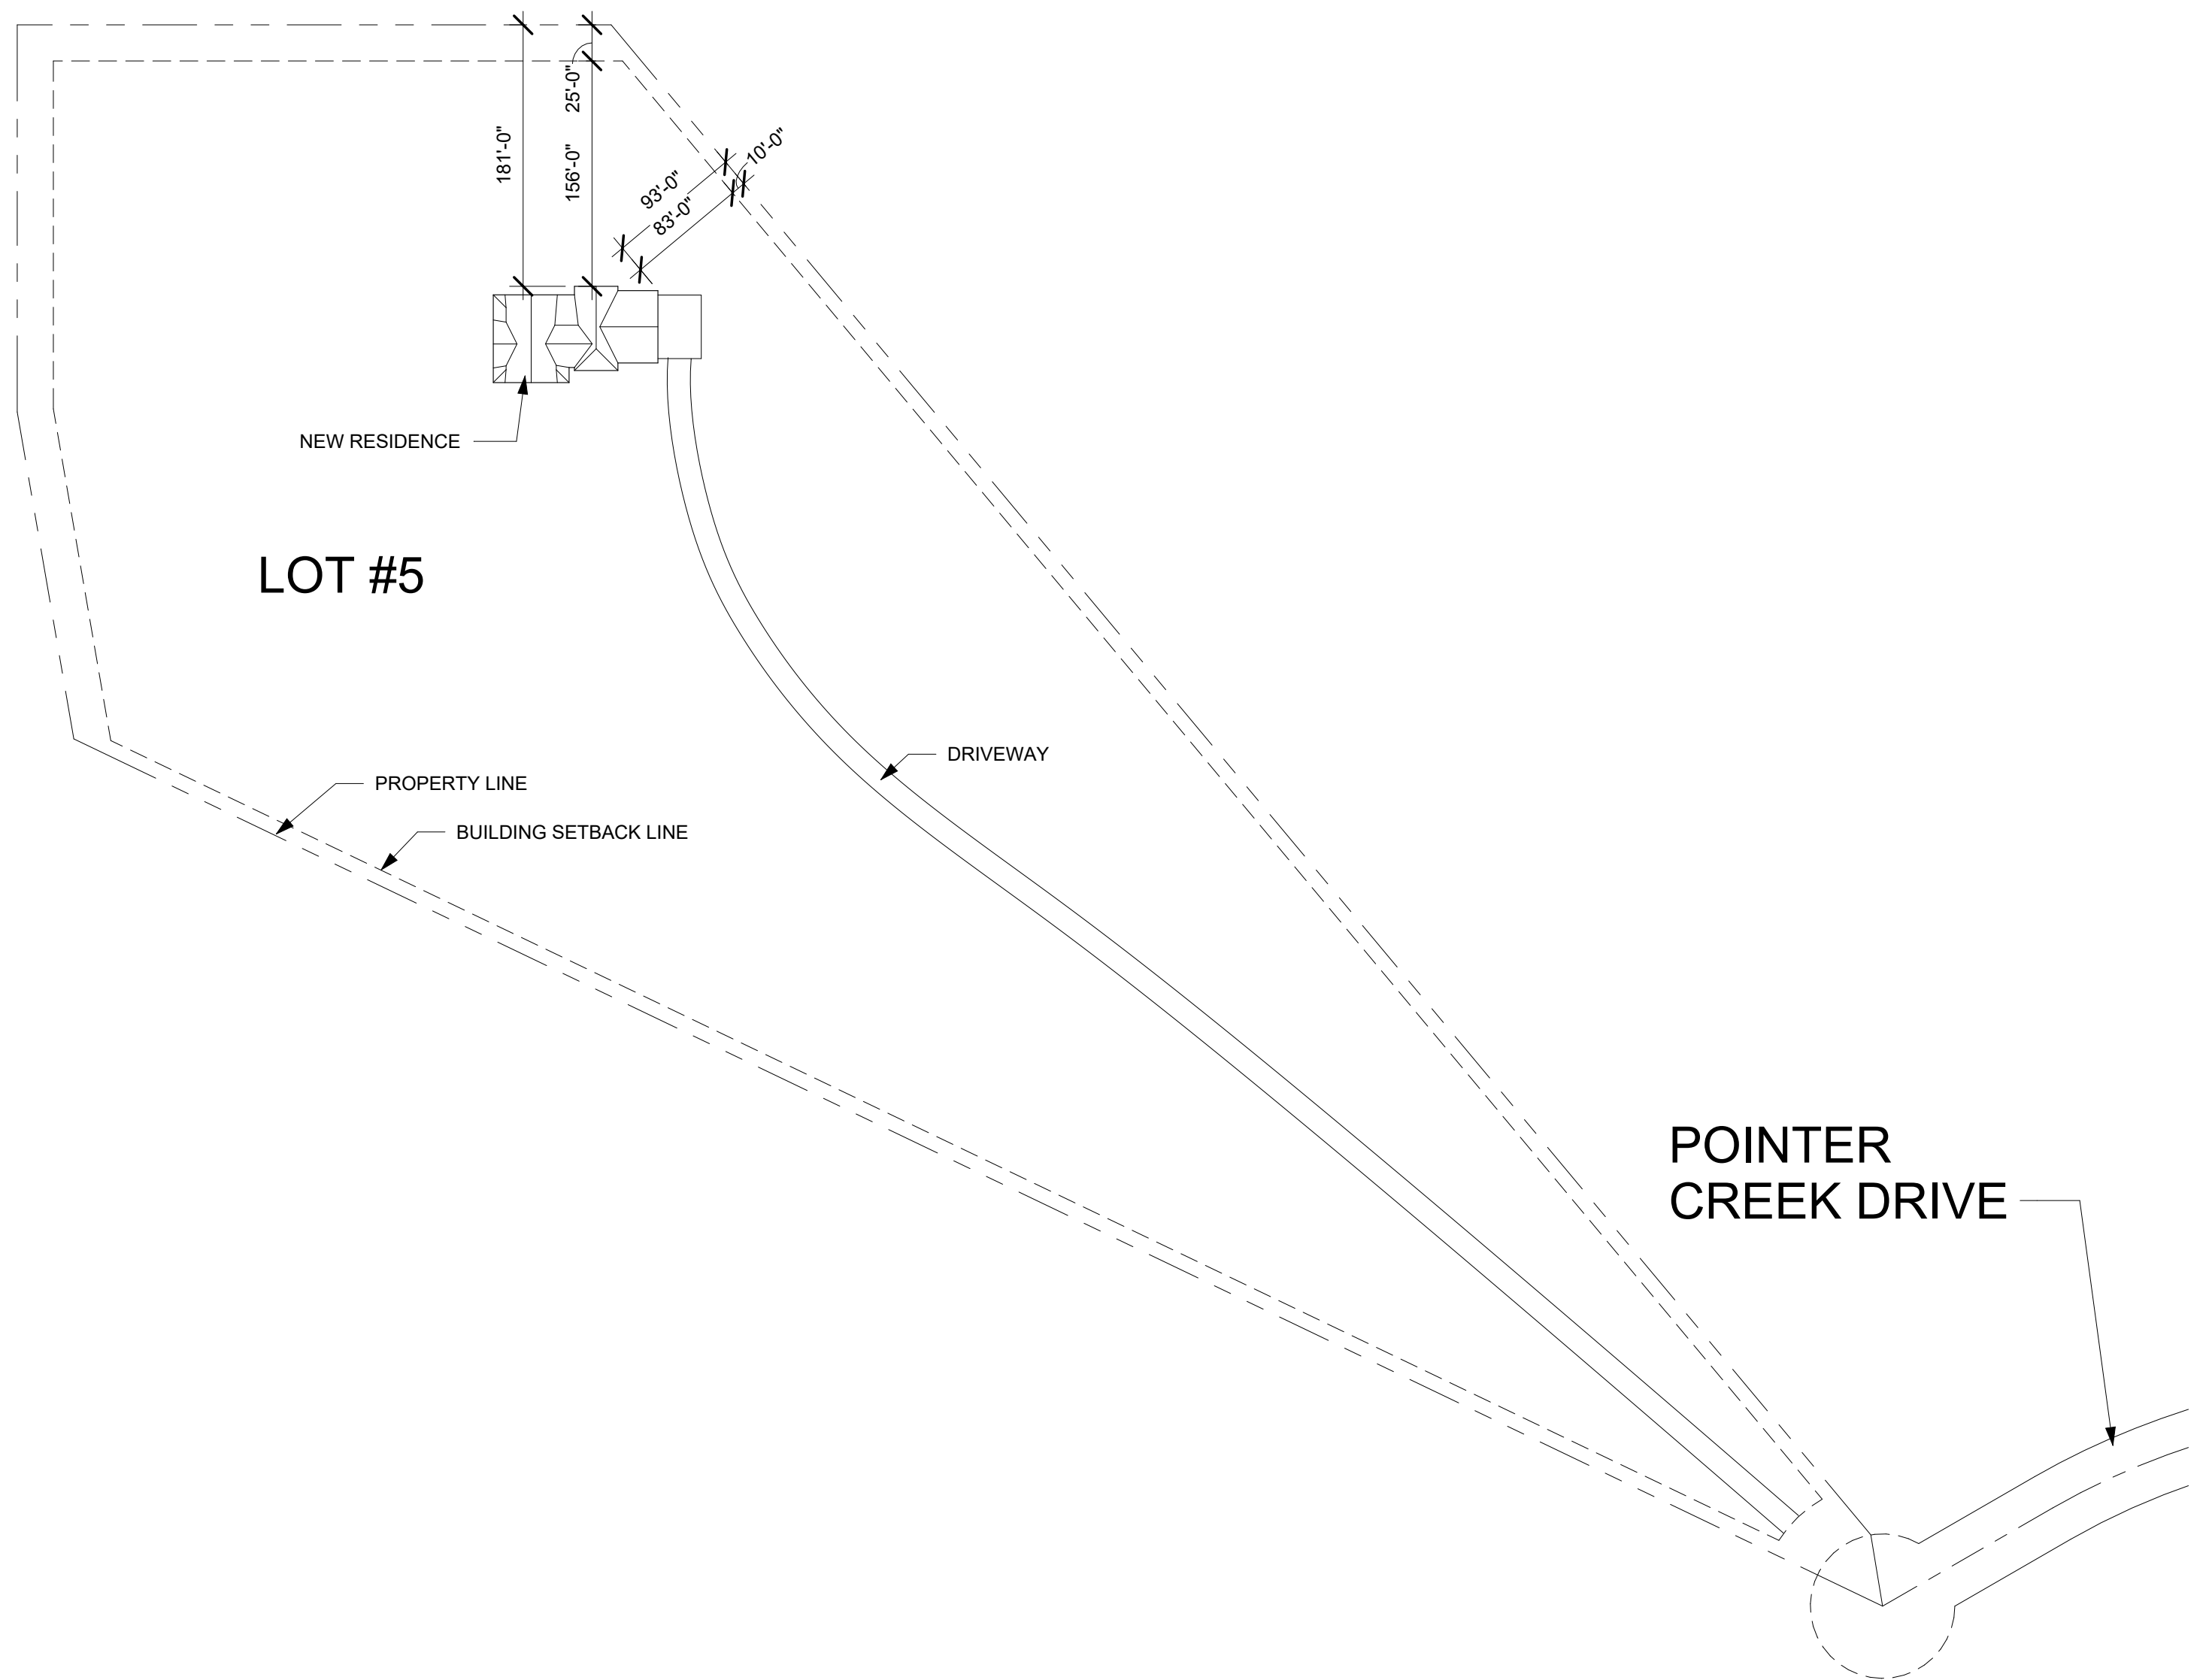 25'-0"
181'-0"
156'-0"
10'-0"
93'-0"
83'-0"
NEW RESIDENCE
LOT #5
DRIVEWAY
PROPERTY LINE
BUILDING SETBACK LINE
POINTER
CREEK DRIVE